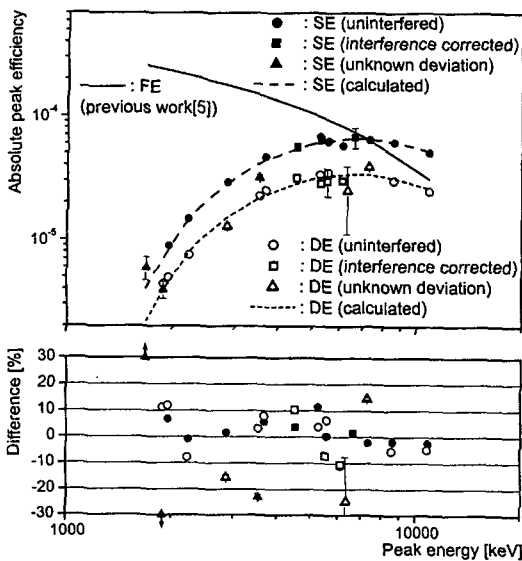 ● : SE (uninterfered)
■ : SE (interference corrected)
▲ : SE (unknown deviation)
— — : SE (calculated)
—— : FE
(previous work[5])
Absolute peak efficiency
10⁻⁴
10⁻⁵
○ : DE (uninterfered)
□ : DE (interference corrected)
△ : DE (unknown deviation)
----- : DE (calculated)
Difference [%]
30
20
10
0
-10
-20
-30
1000
10000
Peak energy [keV]